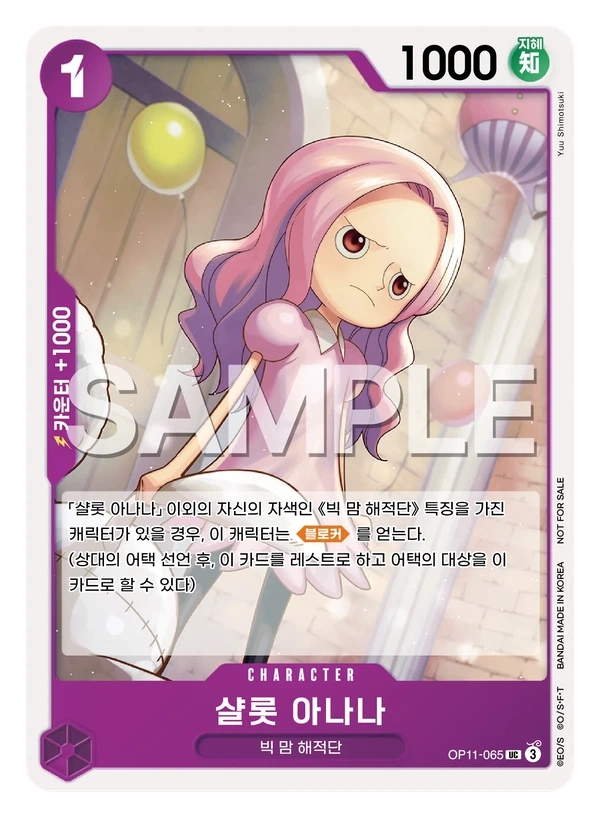 1
1000
지혜
知
Yuu Shimotsuki
카운터 +1000
SAMPLE
「샬롯 아나나」 이외의 자신의 자색인 《빅 맘 해적단》 특징을 가진
캐릭터가 있을 경우, 이 캐릭터는 블로커 를 얻는다.
(상대의 어택 선언 후, 이 카드를 레스트로 하고 어택의 대상을 이
카드로 할 수 있다)
CHARACTER
샬롯 아나나
빅 맘 해적단
OP11-065 UC 3
©EO/S ©O/S·F·T BANDAI MADE IN KOREA NOT FOR SALE